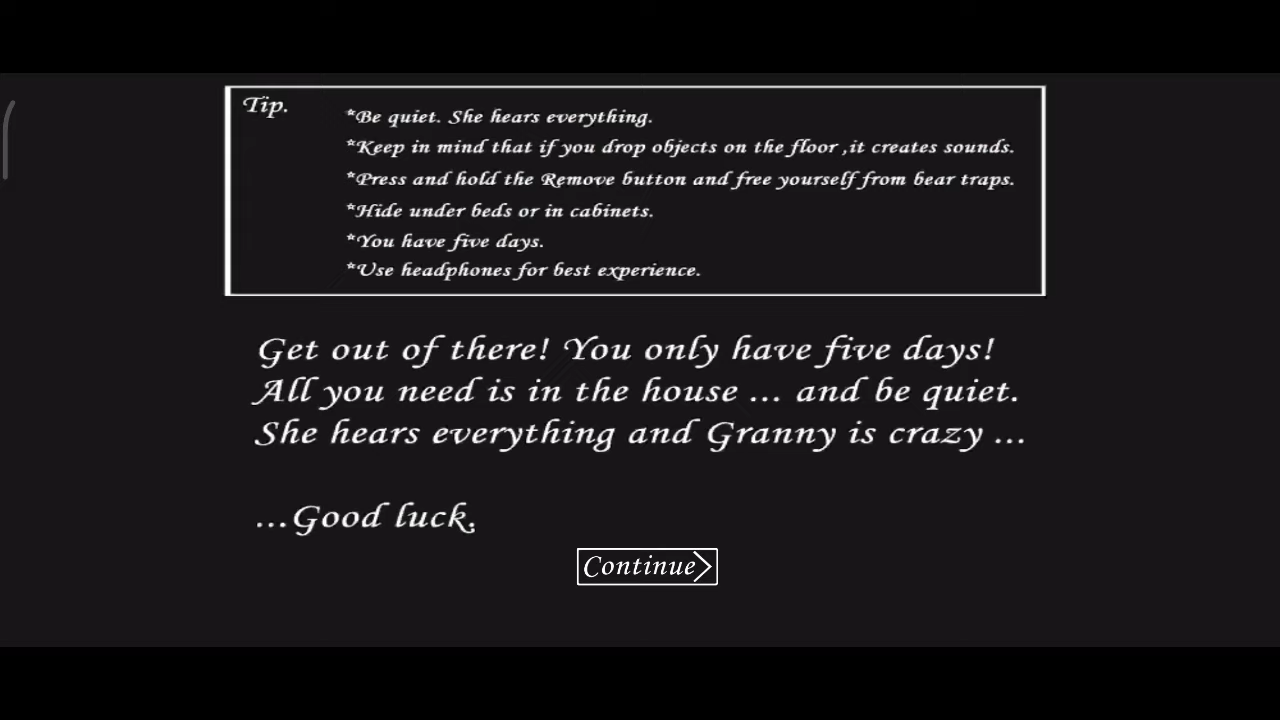 Tip.
*Be quiet. She hears everything.
*Keep in mind that if you drop objects on the floor ,it creates sounds.
*Press and hold the Remove button and free yourself from bear traps.
*Hide under beds or in cabinets.
*You have five days.
*Use headphones for best experience.
Get out of there! You only have five days!
All you need is in the house ... and be quiet.
She hears everything and Granny is crazy ...
...Good luck.
Continue>